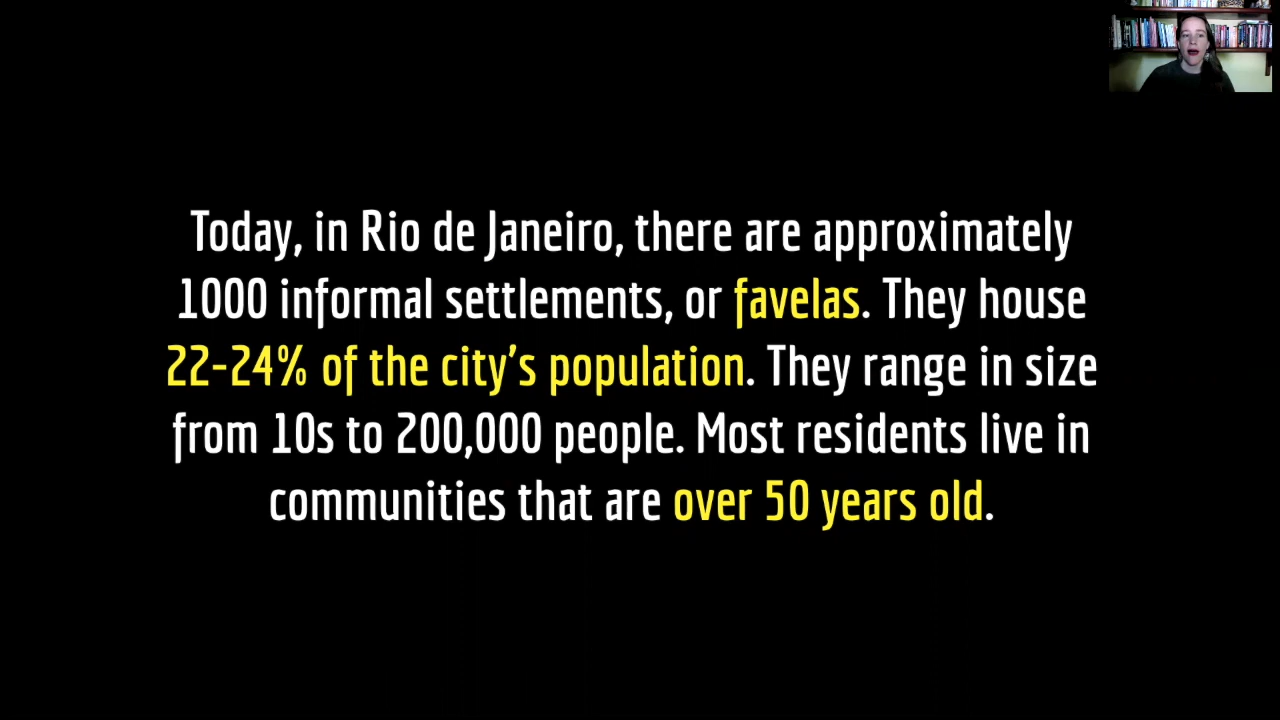 Today, in Rio de Janeiro, there are approximately
1000 informal settlements, or favelas. They house
22-24% of the city’s population. They range in size
from 10s to 200,000 people. Most residents live in
communities that are over 50 years old.